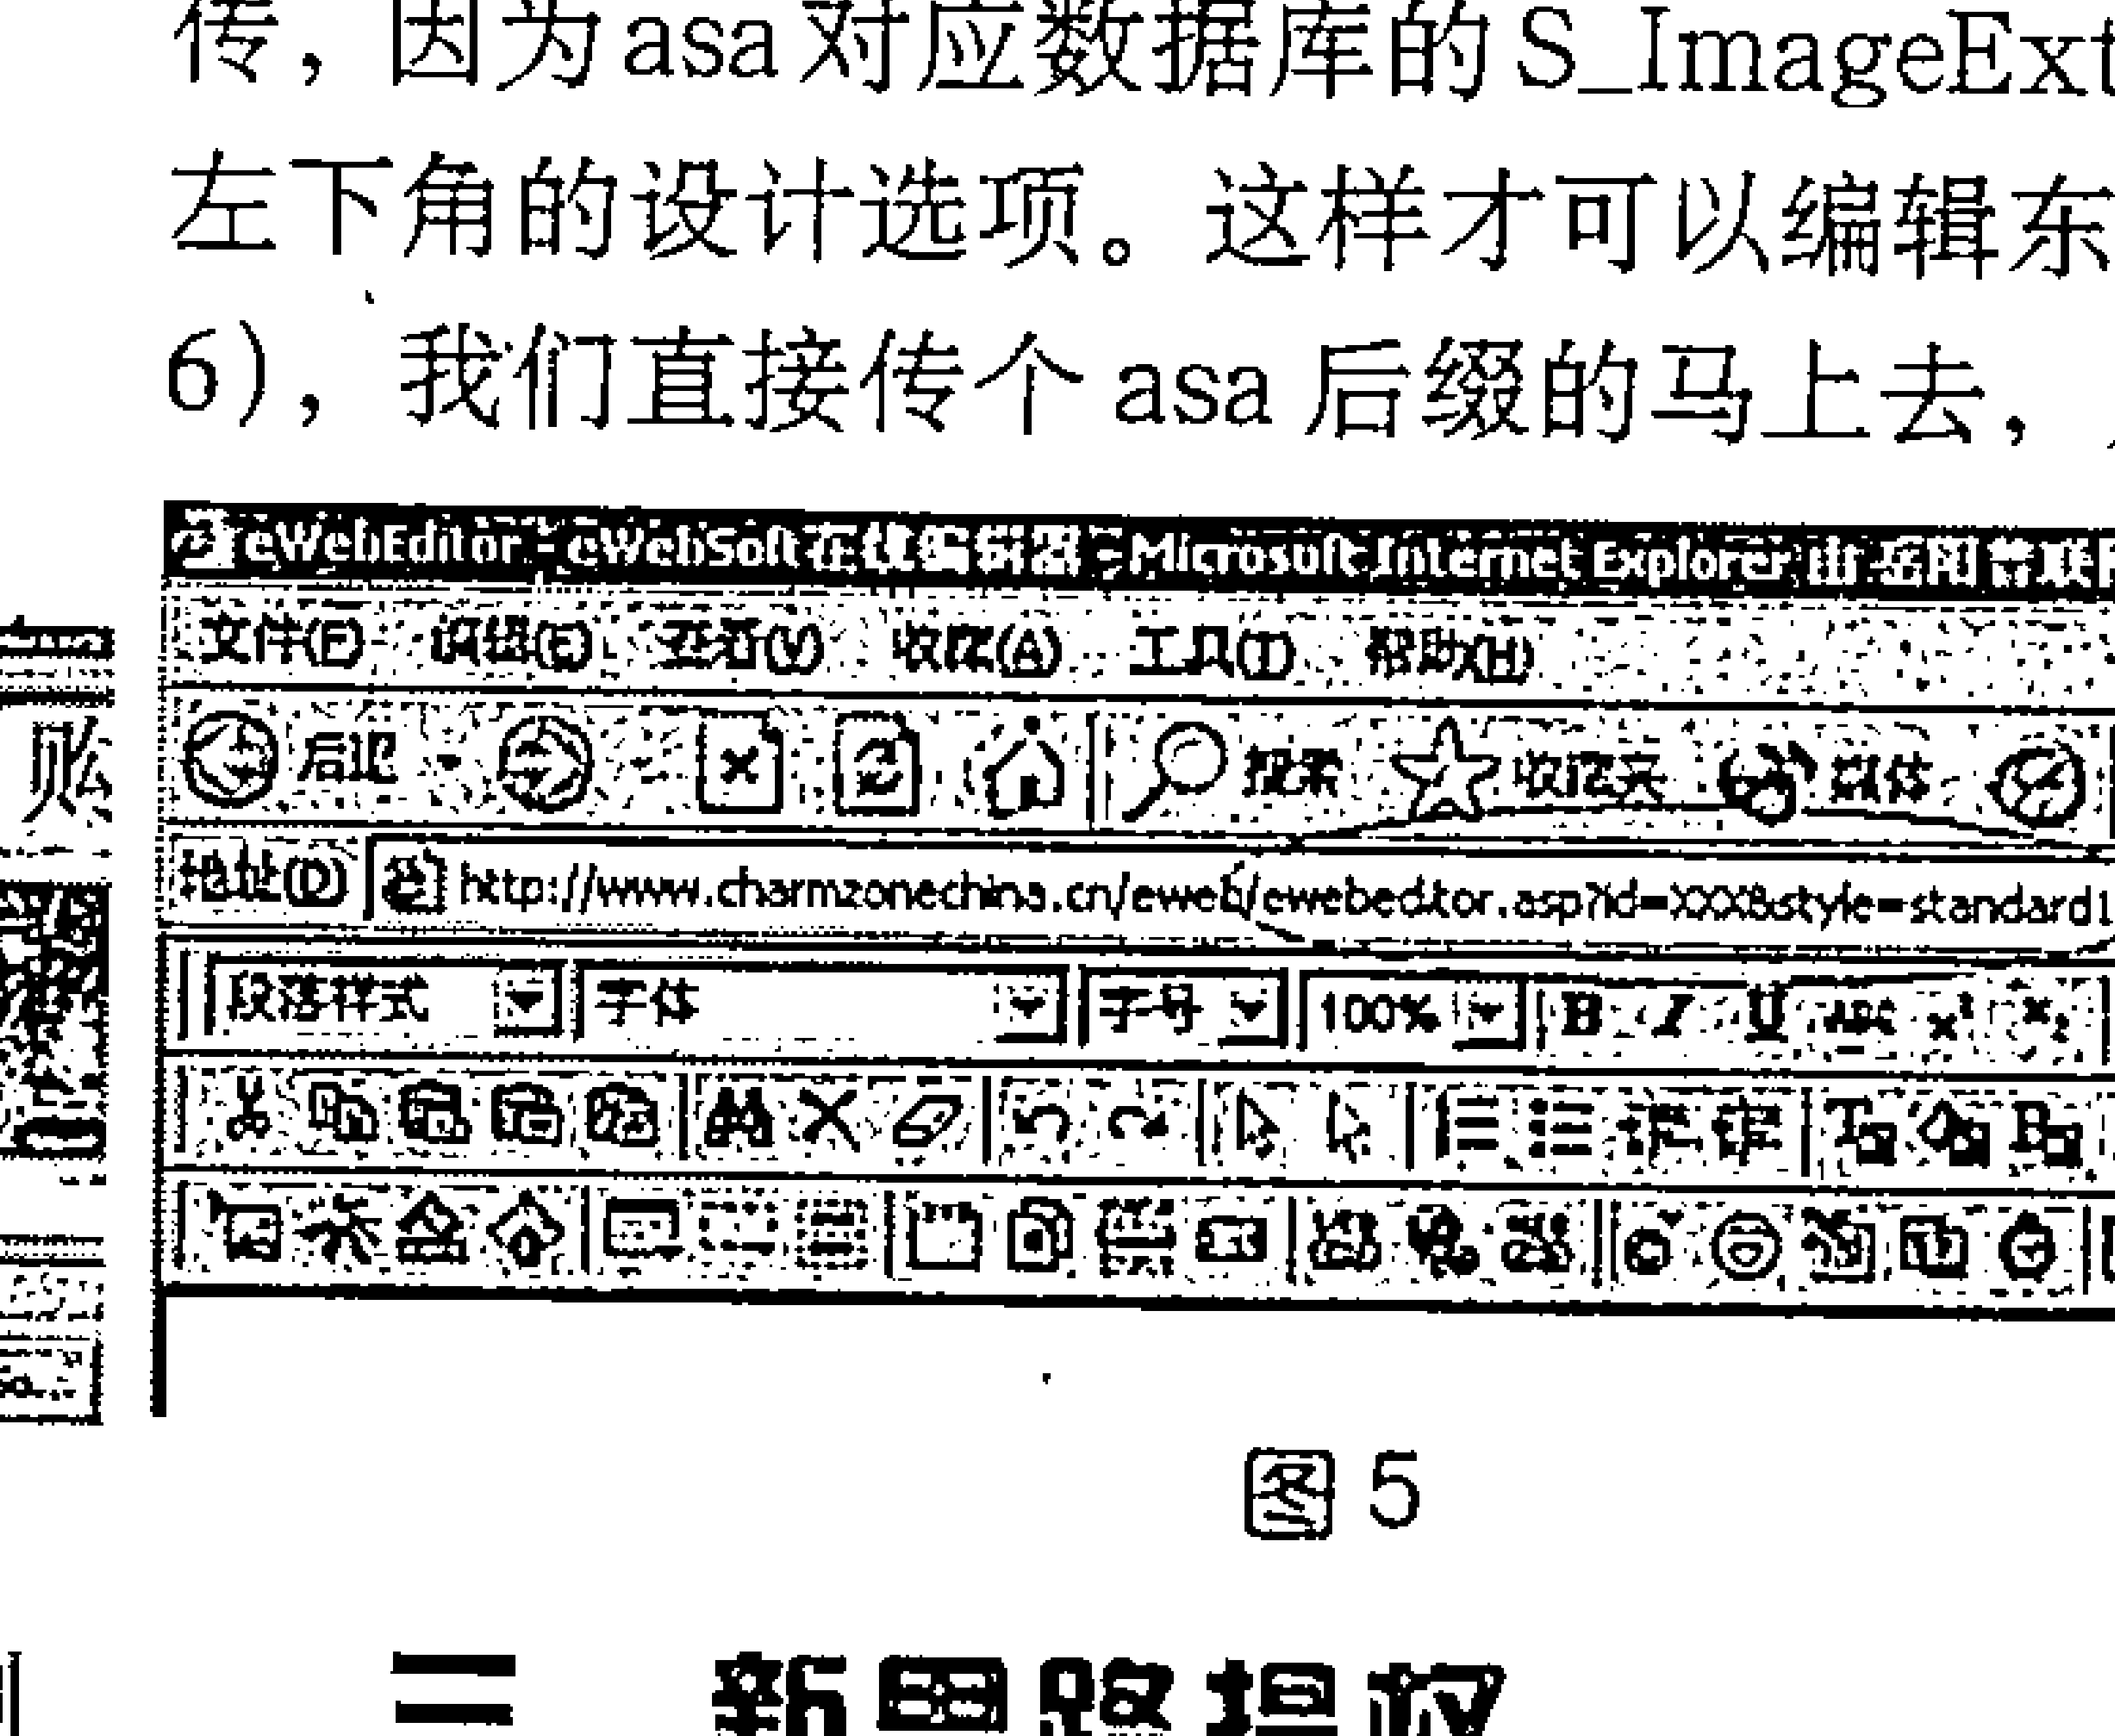 传，因为asa对应数据库的S_ImageExt
左下角的设计选项。这样才可以编辑东
6)，我们直接传个 asa 后缀的马上去，
eWebEditor - eWebSoft在线编辑器 - Microsoft Internet Explorer
文件(F) 编辑(E) 查看(V) 收藏(A) 工具(T) 帮助(H)
后退 搜索 收藏夹 媒体
地址(D) http://www.charmzonechina.cn/eweb/ewebeditor.asp?id=XXX&style=standard1
段落样式 字体 字号 100% B I U ABC x² x₂
图 5
二 新思路提权